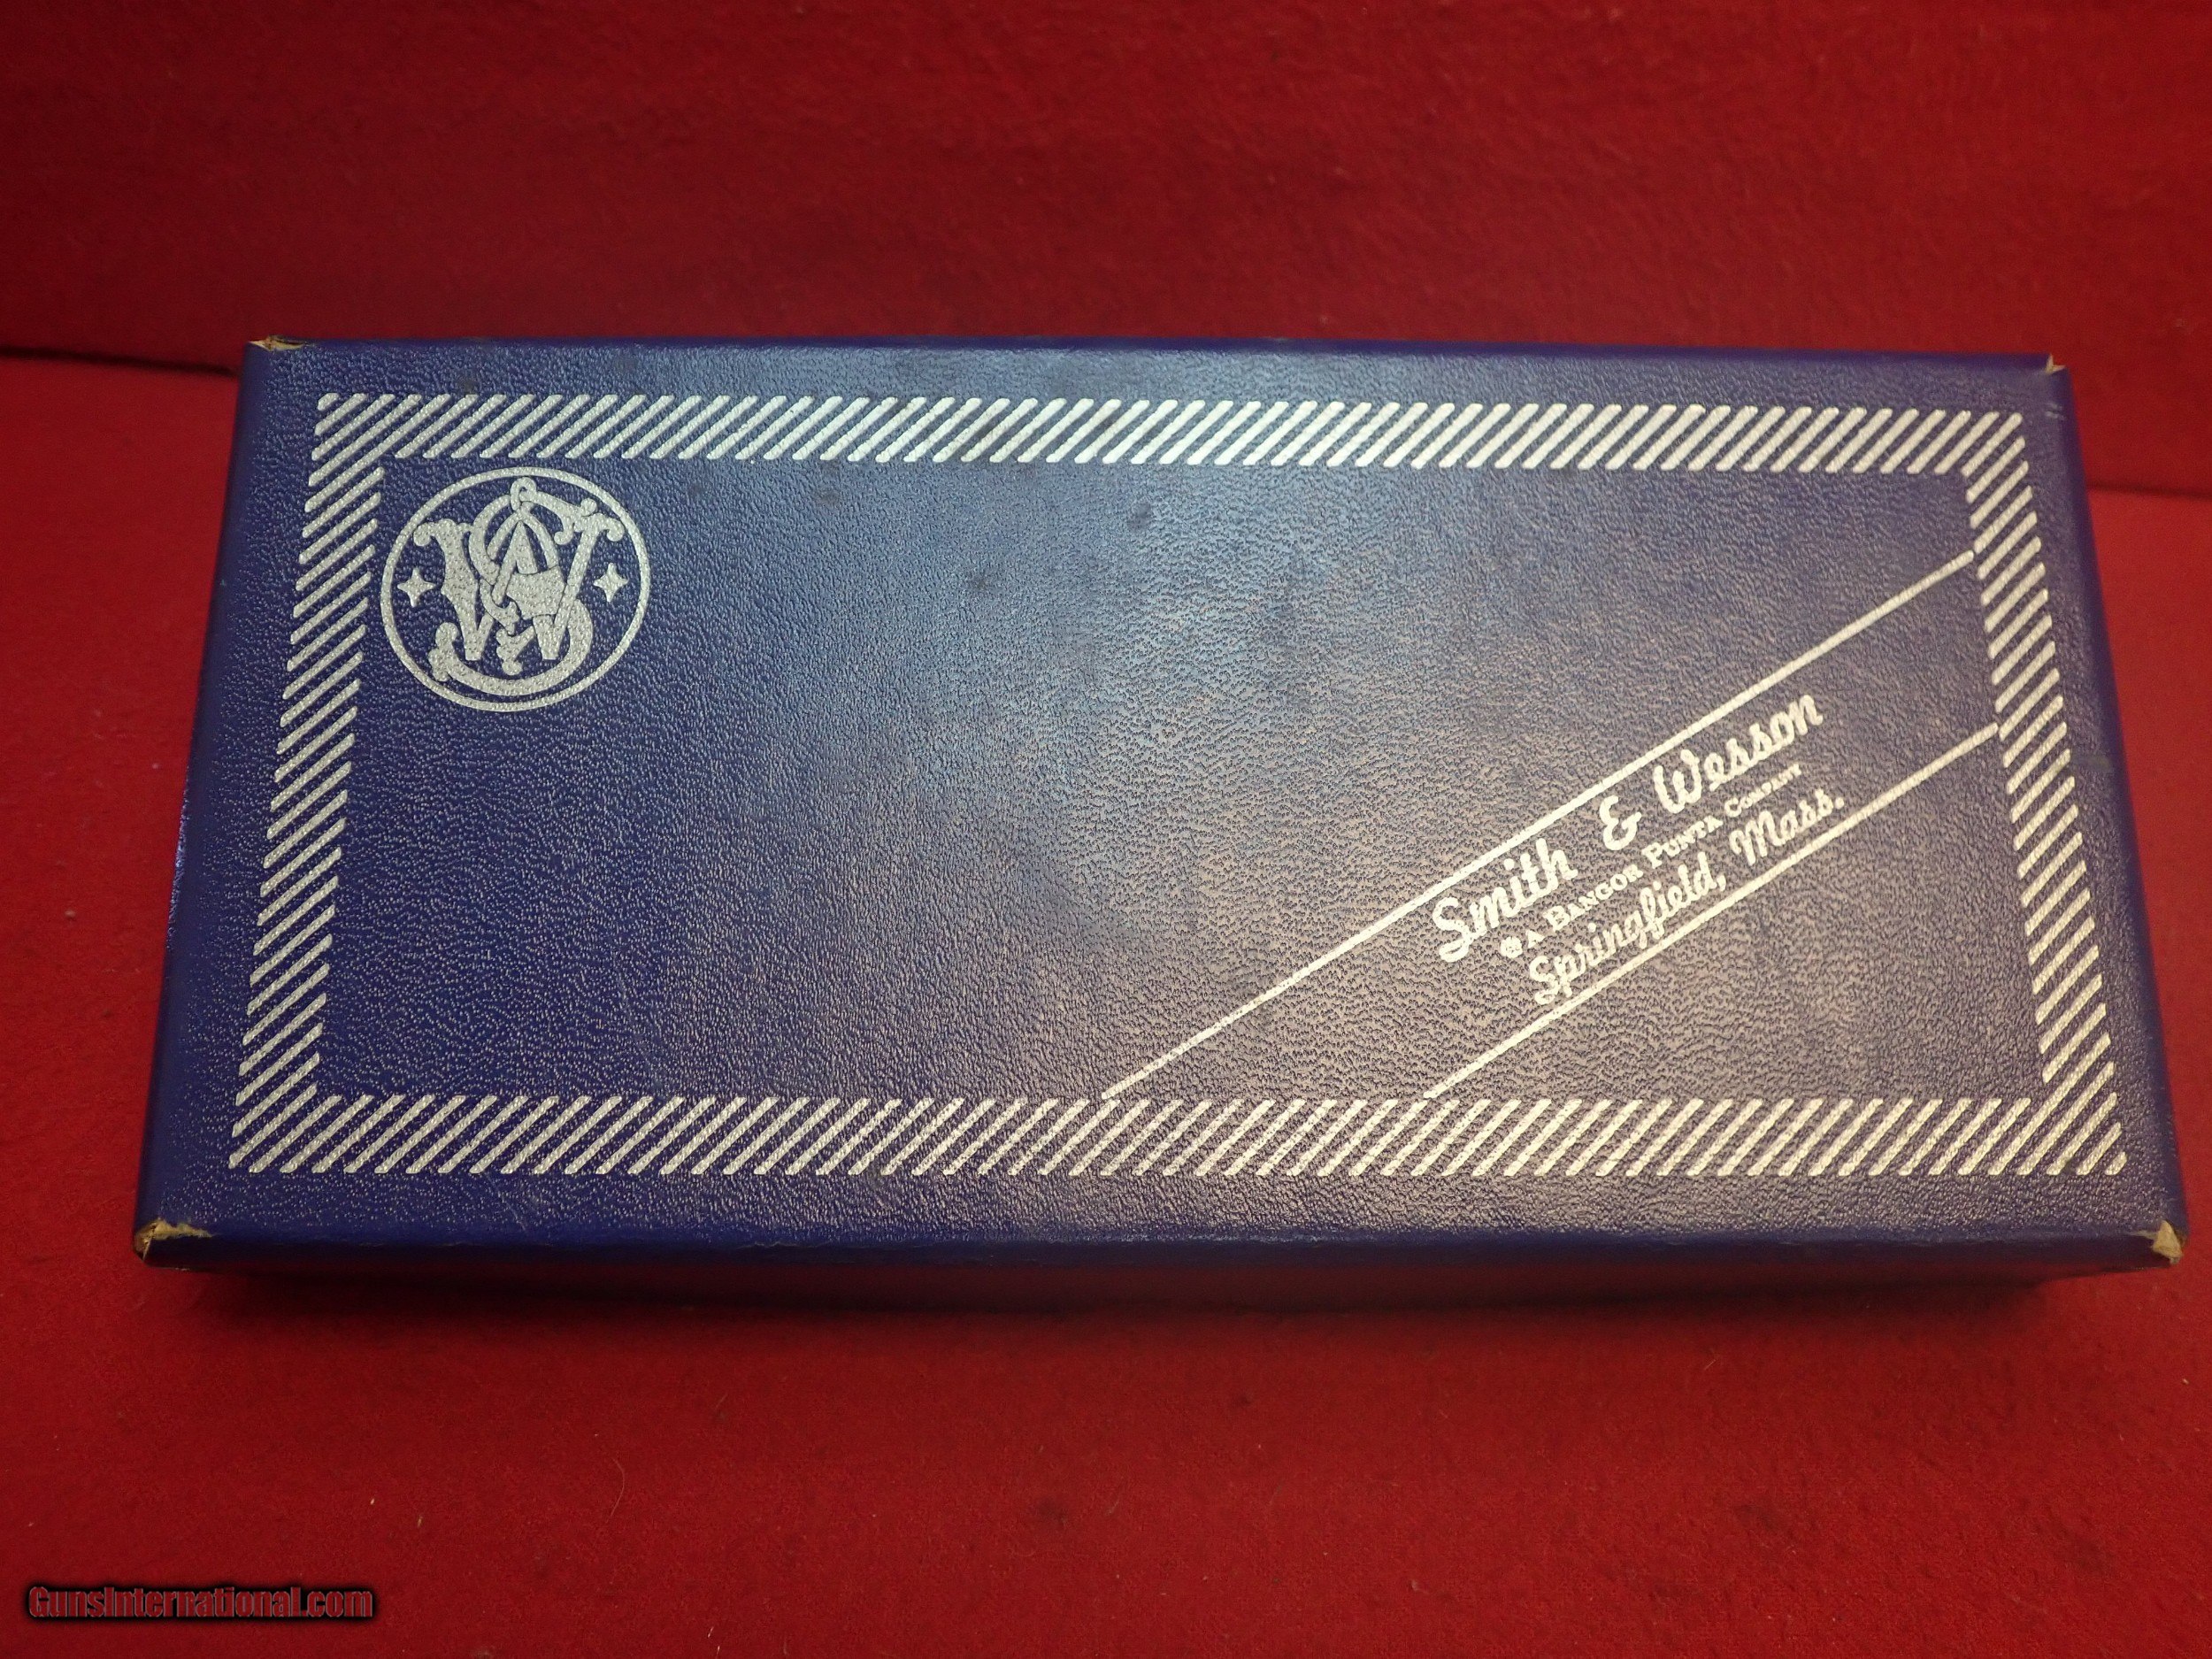 Smith & Wesson
A BANGOR PUNTA COMPANY
Springfield, Mass.
GunsInternational.com